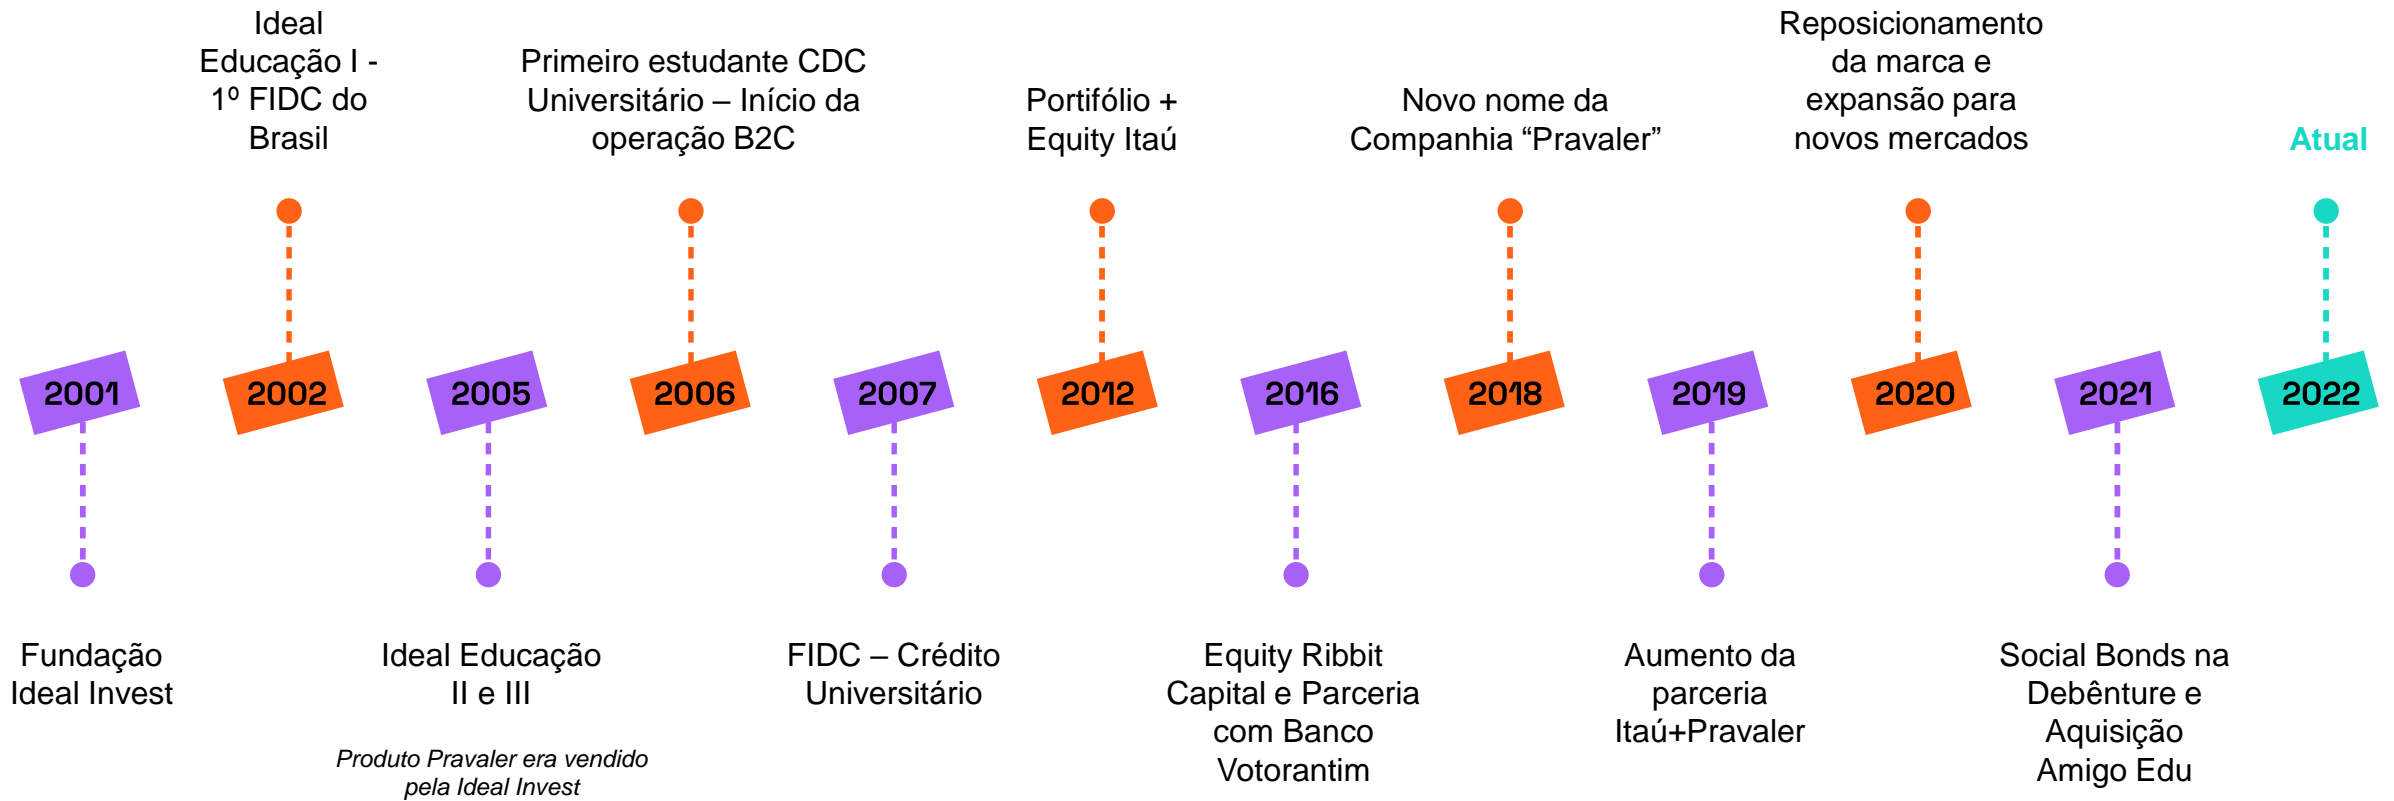 Ideal
Educação I -
1º FIDC do
Brasil
Primeiro estudante CDC
Universitário – Início da
operação B2C
Portifólio +
Equity Itaú
Novo nome da
Companhia “Pravaler”
Reposicionamento
da marca e
expansão para
novos mercados
Atual
2001
2002
2005
2006
2007
2012
2016
2018
2019
2020
2021
2022
Fundação
Ideal Invest
Ideal Educação
II e III
Produto Pravaler era vendido
pela Ideal Invest
FIDC – Crédito
Universitário
Equity Ribbit
Capital e Parceria
com Banco
Votorantim
Aumento da
parceria
Itaú+Pravaler
Social Bonds na
Debênture e
Aquisição
Amigo Edu